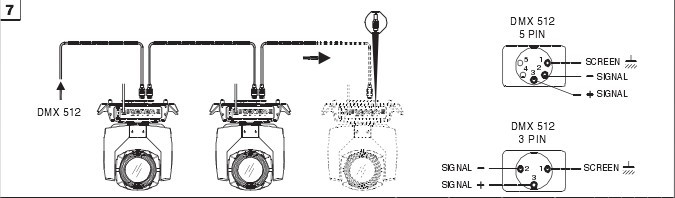 7
DMX 512
DMX 512
5 PIN
5 1
4 2
3
SCREEN
− SIGNAL
− + SIGNAL
DMX 512
3 PIN
SIGNAL −
2 1
SCREEN
3
SIGNAL +